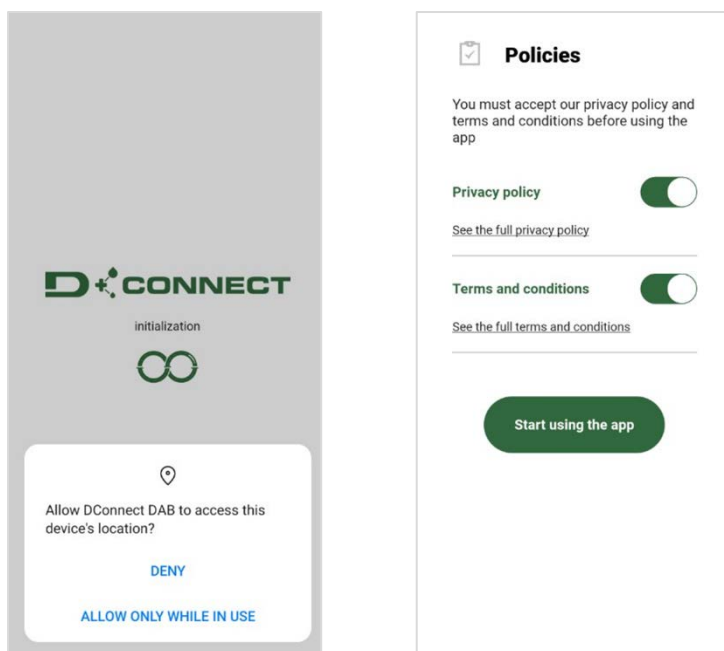 D+CONNECT
initialization
Allow DConnect DAB to access this
device's location?
DENY
ALLOW ONLY WHILE IN USE
Policies
You must accept our privacy policy and
terms and conditions before using the
app
Privacy policy
See the full privacy policy
Terms and conditions
See the full terms and conditions
Start using the app